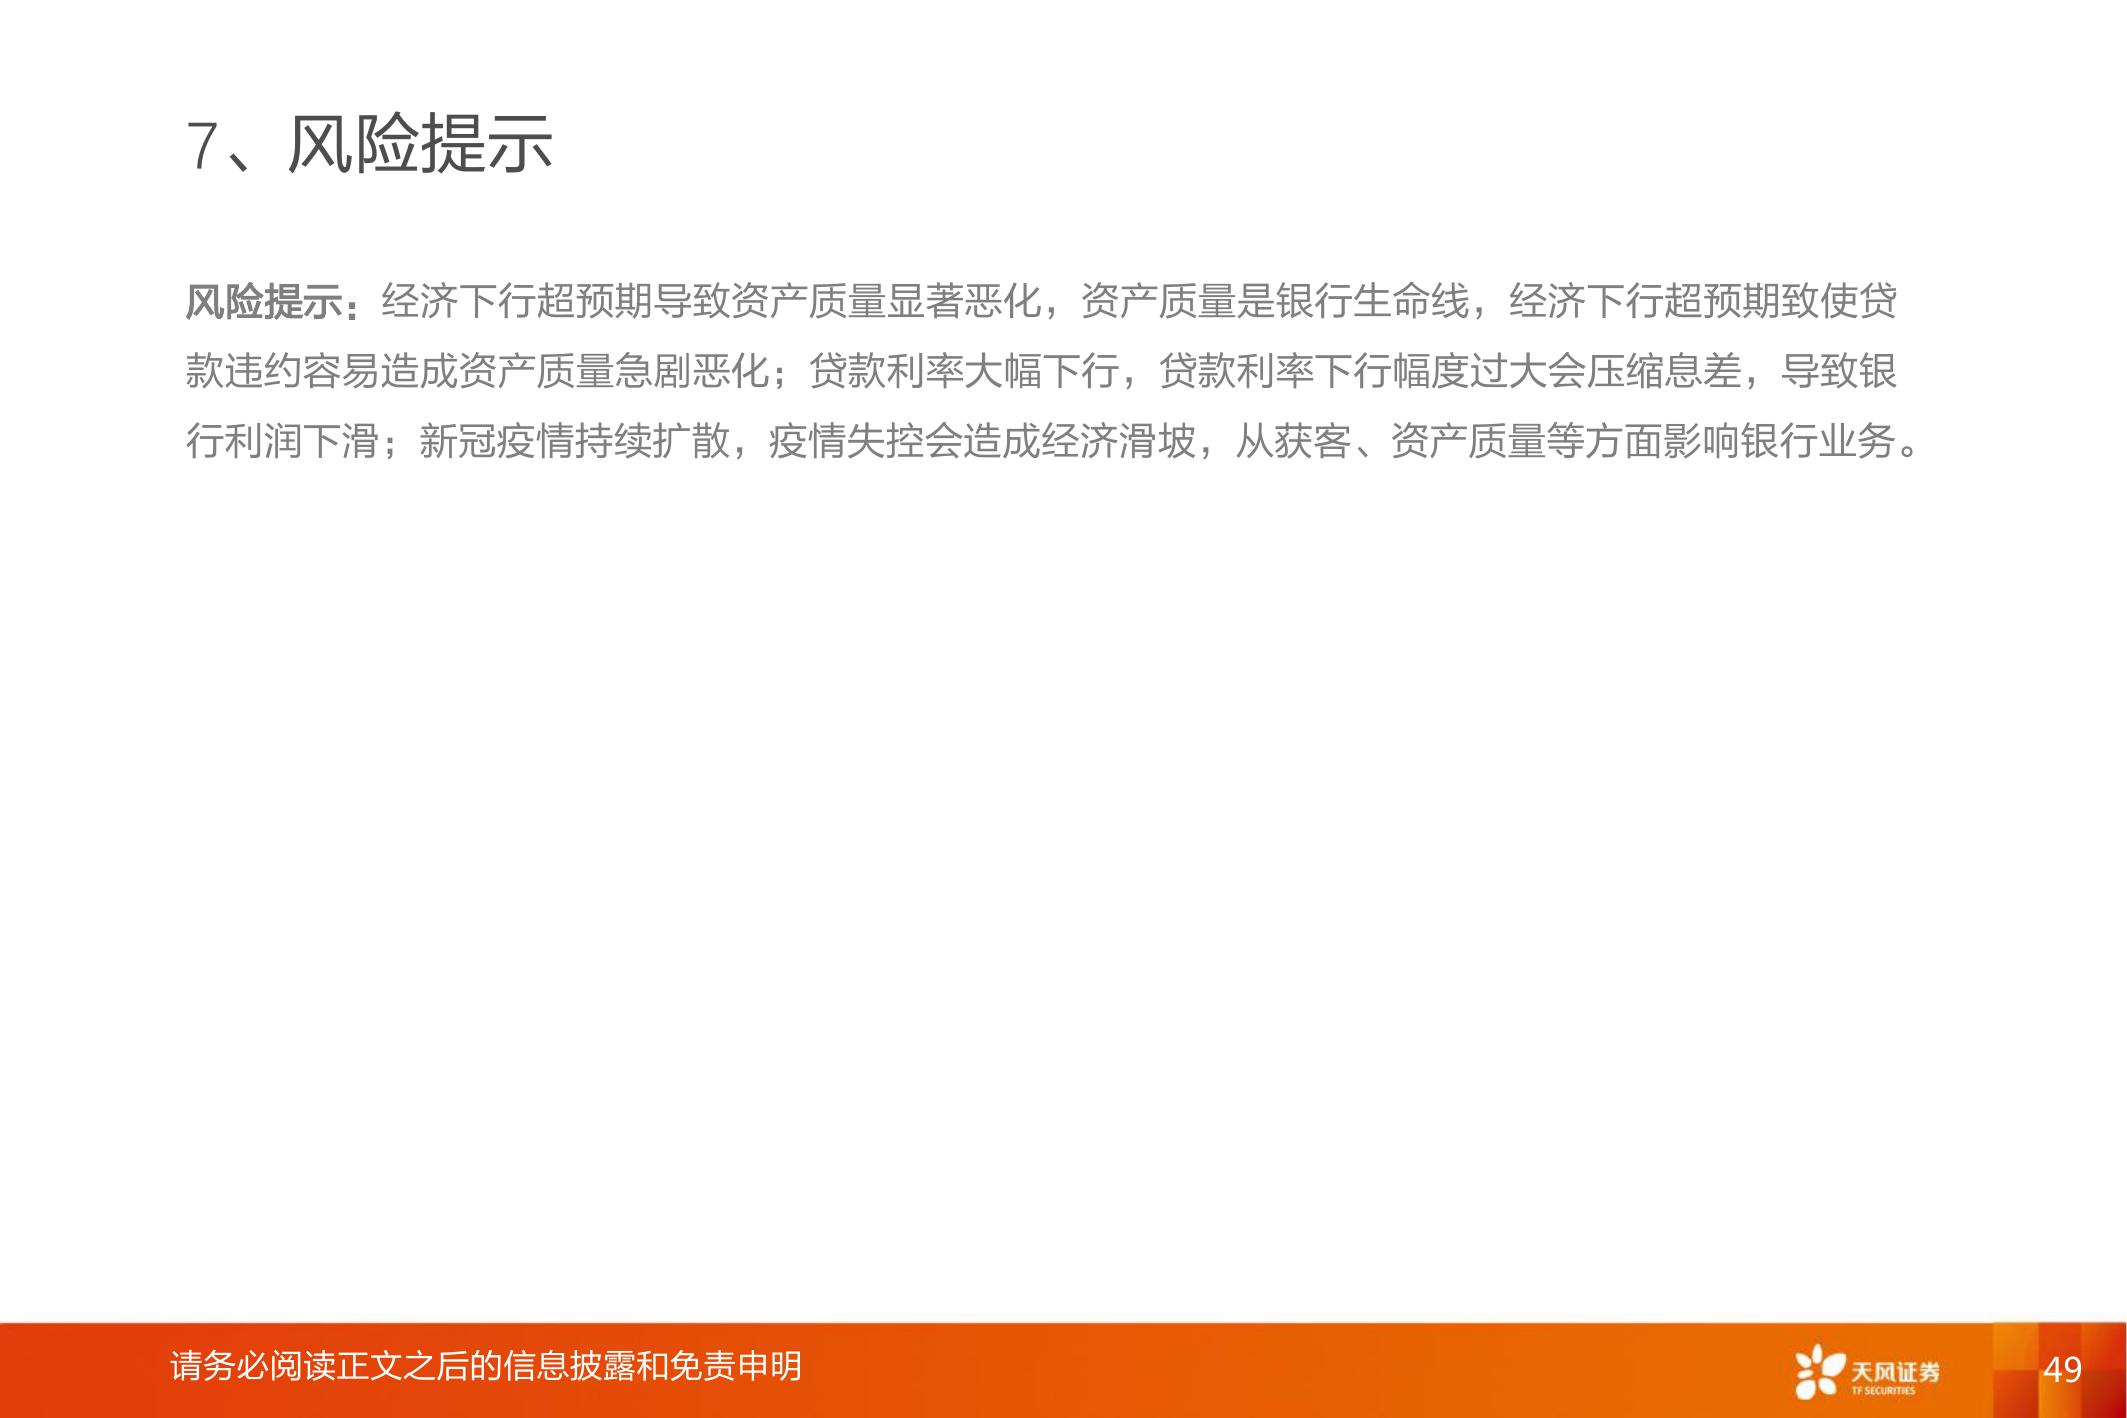 7、风险提示
风险提示：经济下行超预期导致资产质量显著恶化，资产质量是银行生命线，经济下行超预期致使贷
款违约容易造成资产质量急剧恶化；贷款利率大幅下行，贷款利率下行幅度过大会压缩息差，导致银
行利润下滑；新冠疫情持续扩散，疫情失控会造成经济滑坡，从获客、资产质量等方面影响银行业务。
请务必阅读正文之后的信息披露和免责申明
天风证券
TF SECURITIES
49